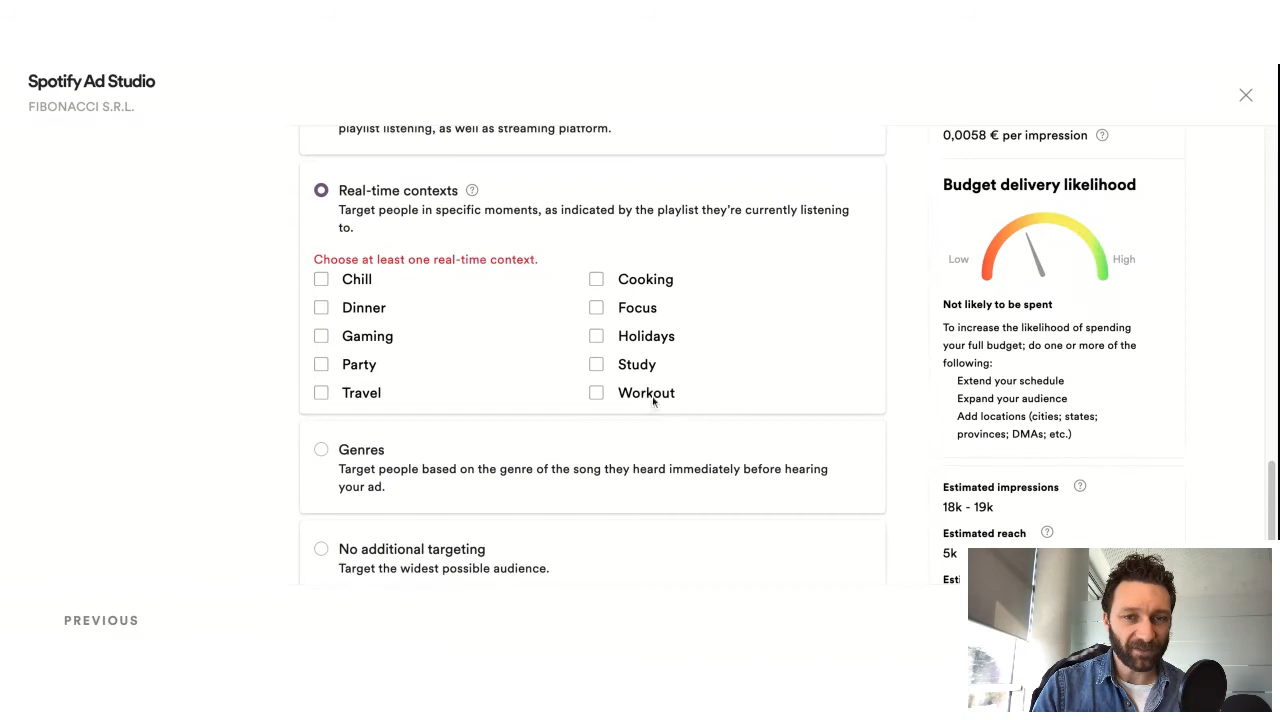 Spotify Ad Studio
FIBONACCI S.R.L.
playlist listening, as well as streaming platform.
Real-time contexts
Target people in specific moments, as indicated by the playlist they're currently listening
to.
Choose at least one real-time context.
Chill
Cooking
Dinner
Focus
Gaming
Holidays
Party
Study
Travel
Workout
Genres
Target people based on the genre of the song they heard immediately before hearing
your ad.
No additional targeting
Target the widest possible audience.
PREVIOUS
0,0058 € per impression
Budget delivery likelihood
Low
High
Not likely to be spent
To increase the likelihood of spending
your full budget; do one or more of the
following:
Extend your schedule
Expand your audience
Add locations (cities; states;
provinces; DMAs; etc.)
Estimated impressions
18k - 19k
Estimated reach
5k